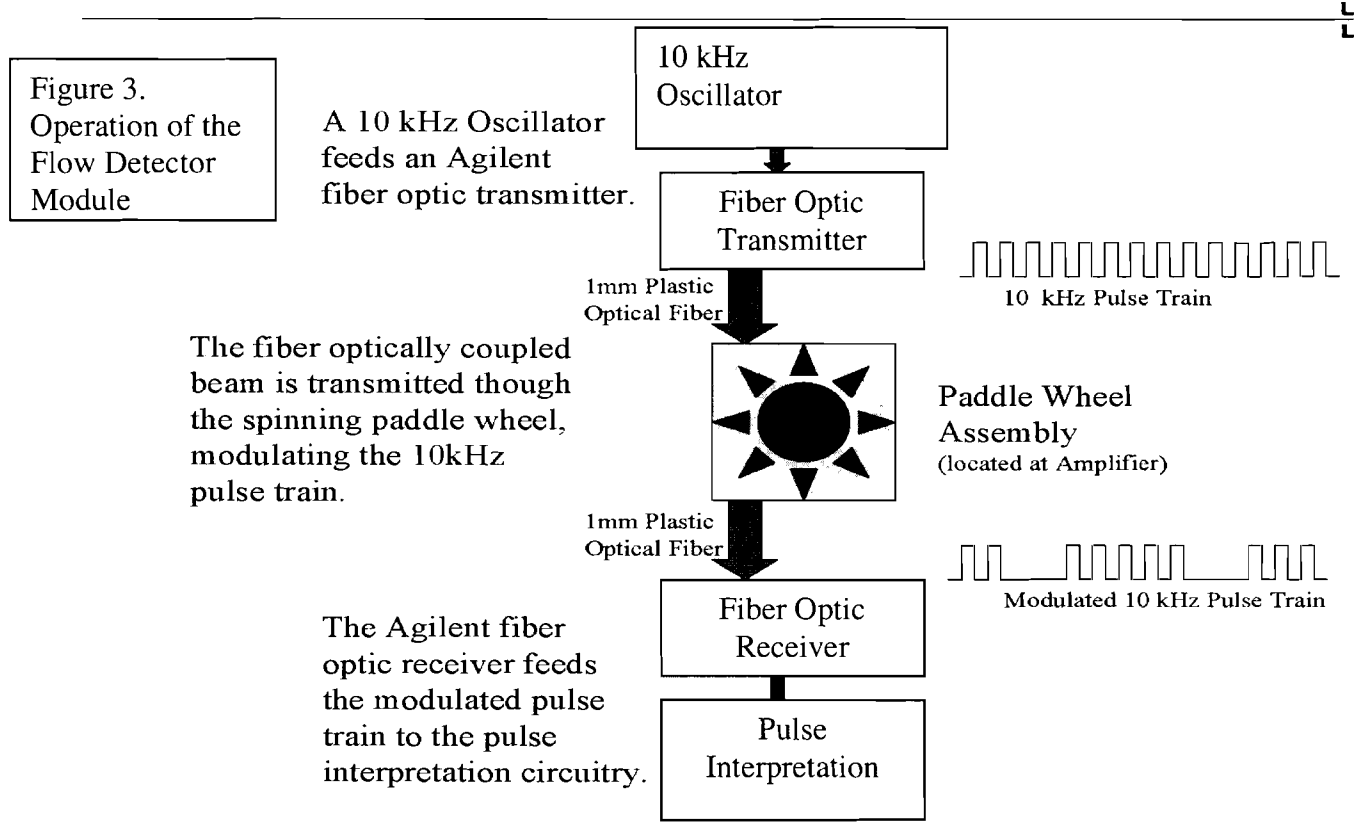 Figure 3.
Operation of the
Flow Detector
Module
10 kHz
Oscillator
A 10 kHz Oscillator
feeds an Agilent
fiber optic transmitter.
Fiber Optic
Transmitter
10 kHz Pulse Train
1mm Plastic
Optical Fiber
The fiber optically coupled
beam is transmitted though
the spinning paddle wheel,
modulating the 10kHz
pulse train.
Paddle Wheel
Assembly
(located at Amplifier)
1mm Plastic
Optical Fiber
Modulated 10 kHz Pulse Train
Fiber Optic
Receiver
The Agilent fiber
optic receiver feeds
the modulated pulse
train to the pulse
interpretation circuitry.
Pulse
Interpretation